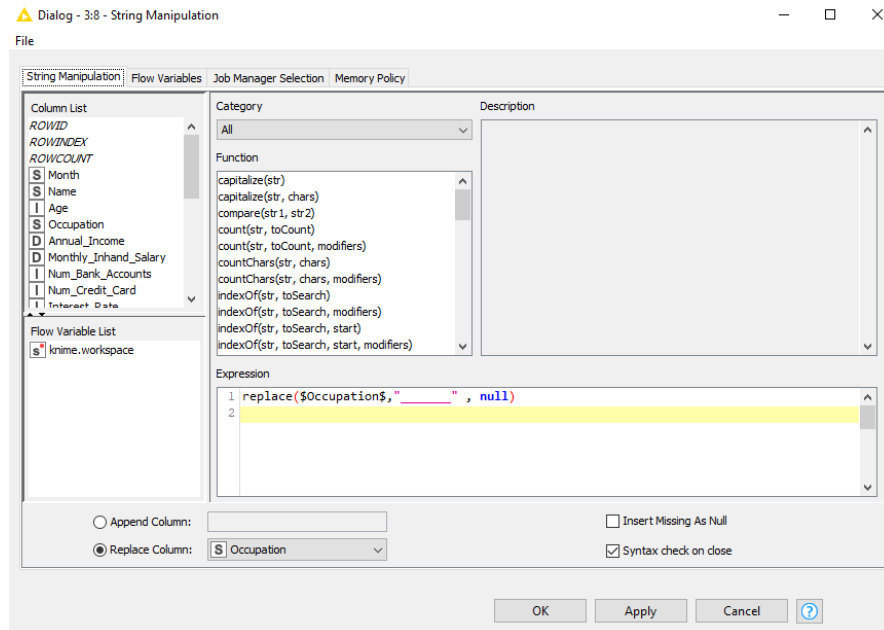 Dialog - 3:8 - String Manipulation
File
String Manipulation Flow Variables Job Manager Selection Memory Policy
Column List
ROWID
ROWINDEX
ROWCOUNT
S Month
S Name
I Age
S Occupation
D Annual_Income
D Monthly_Inhand_Salary
I Num_Bank_Accounts
I Num_Credit_Card
I Interest_Rate
Flow Variable List
s knime.workspace
Category
All
Function
capitalize(str)
capitalize(str, chars)
compare(str1, str2)
count(str, toCount)
count(str, toCount, modifiers)
countChars(str, chars)
countChars(str, chars, modifiers)
indexOf(str, toSearch)
indexOf(str, toSearch, modifiers)
indexOf(str, toSearch, start)
indexOf(str, toSearch, start, modifiers)
Description
Expression
1 replace($Occupation$,"_______" , null)
2
Append Column:
Replace Column: S Occupation
Insert Missing As Null
Syntax check on close
OK Apply Cancel ?